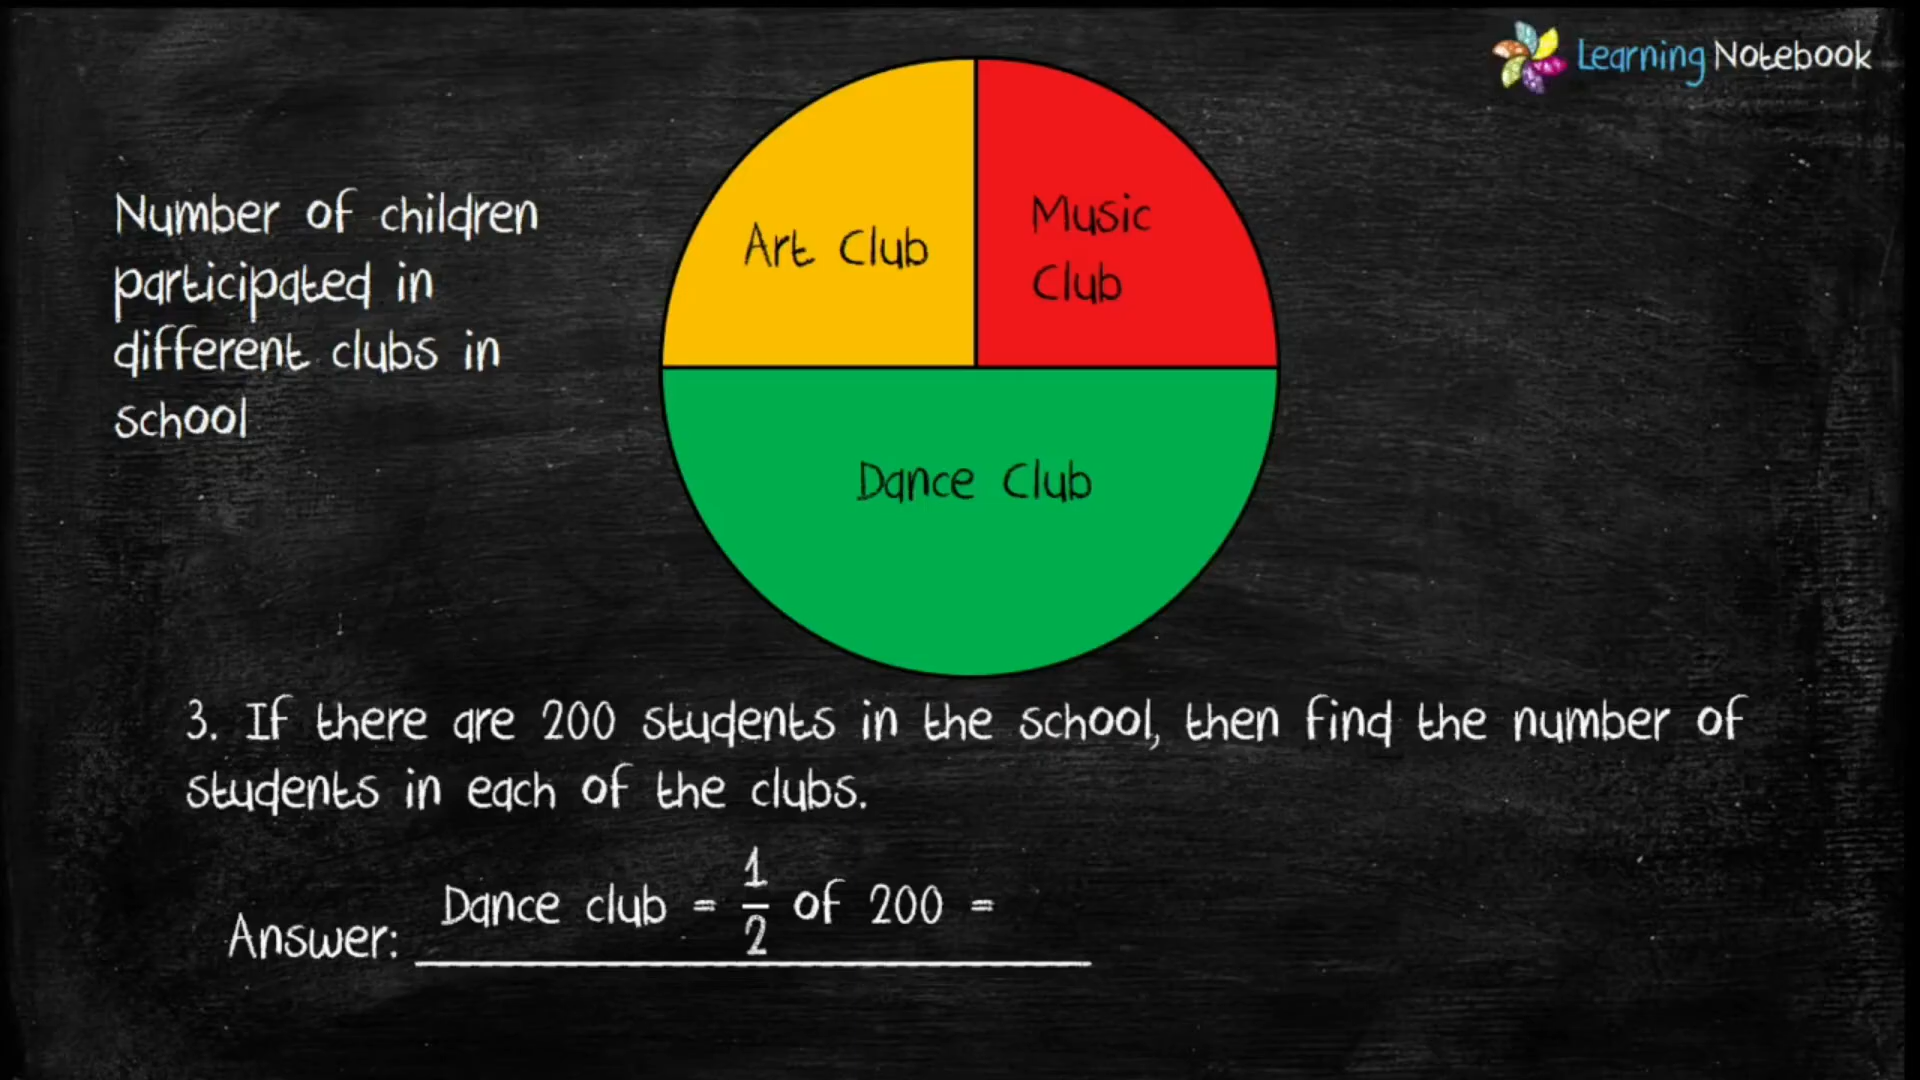 Learning Notebook
Number of children
participated in
different clubs in
school
Art Club
Music
Club
Dance Club
3. If there are 200 students in the school, then find the number of
students in each of the clubs.
Answer: Dance club = 1/2 of 200 =